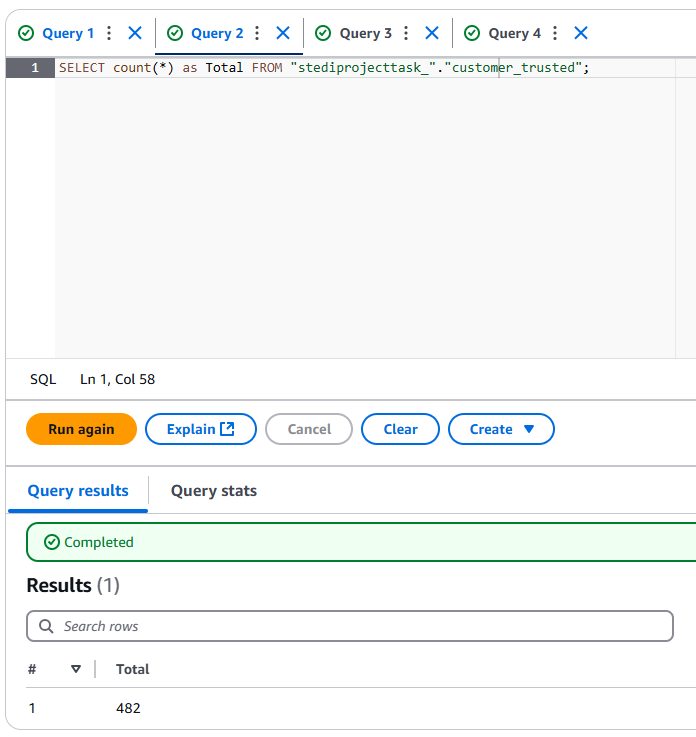 Query 1 Query 2 Query 3 Query 4
1 SELECT count(*) as Total FROM "stediprojecttask_"."customer_trusted";
SQL Ln 1, Col 58
Run again Explain Cancel Clear Create
Query results Query stats
Completed
Results (1)
Search rows
# Total
1 482